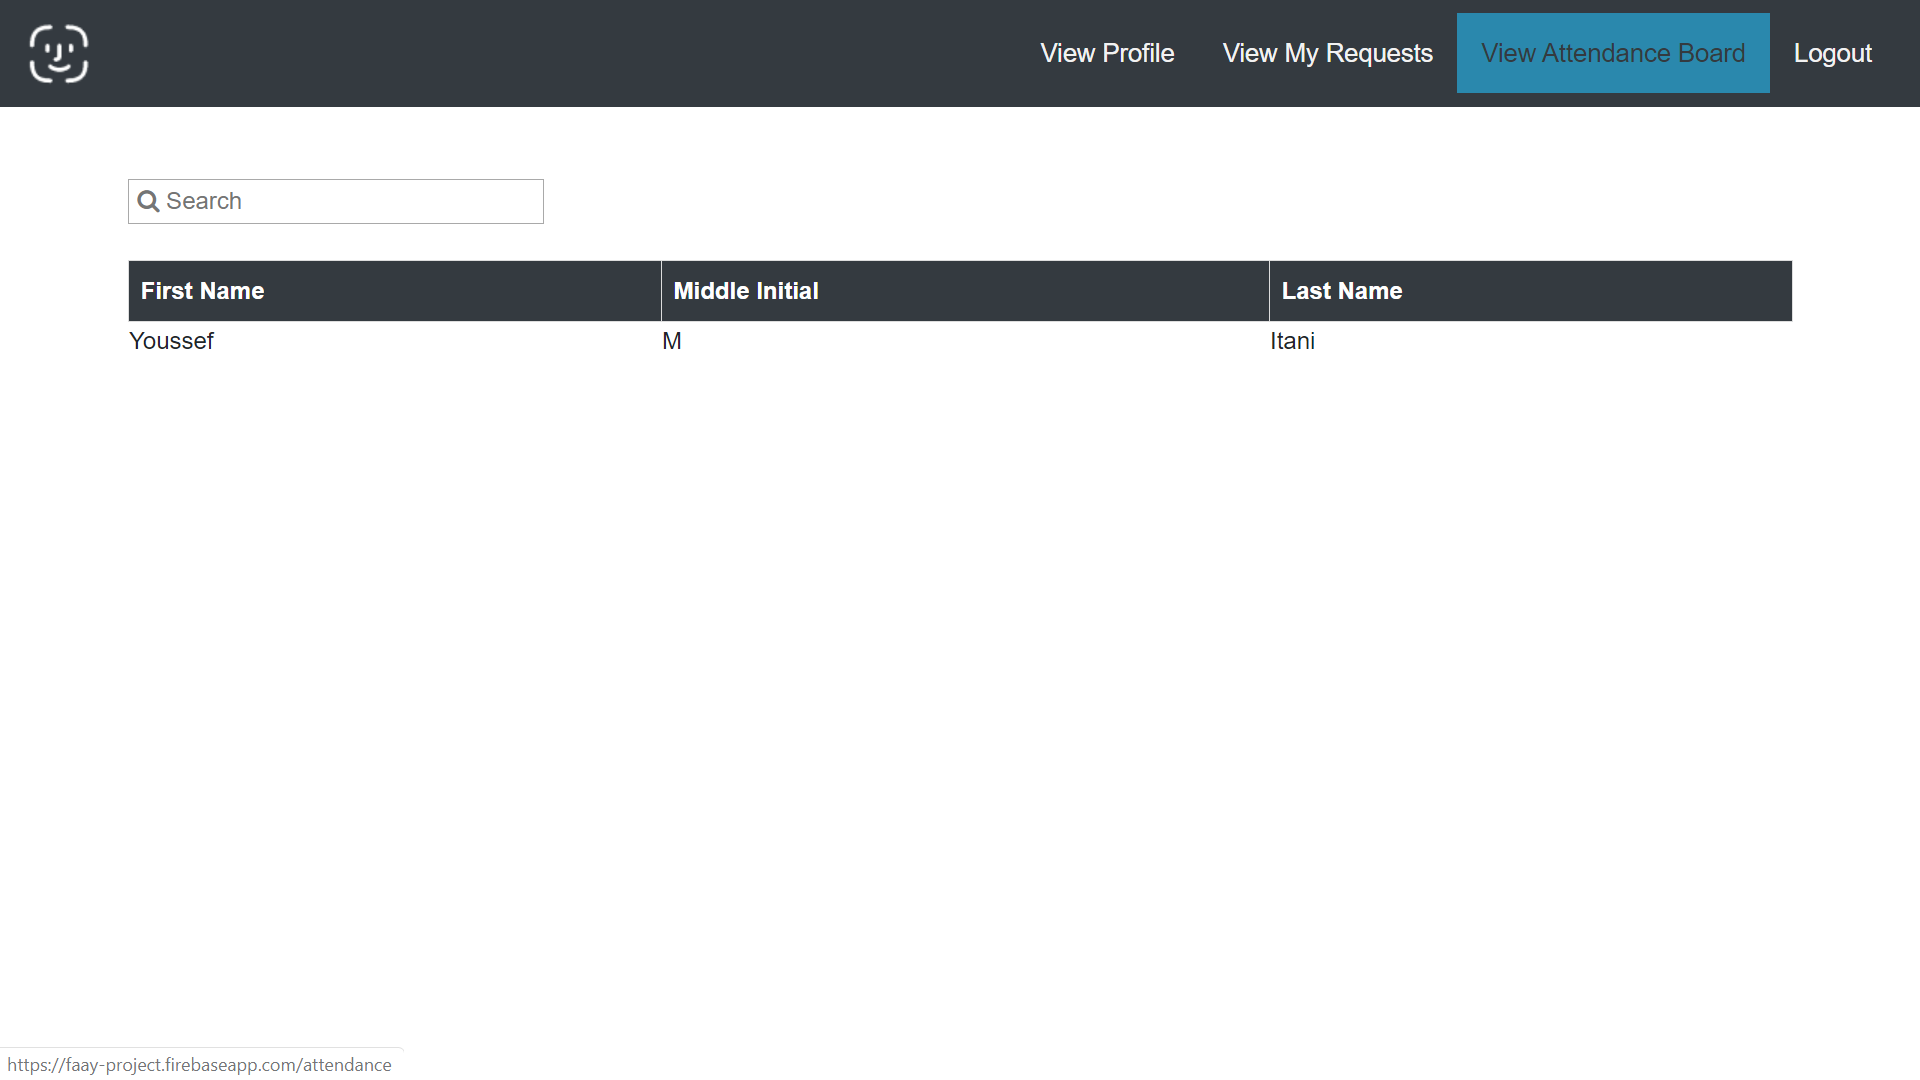 View Profile View My Requests View Attendance Board Logout
Search
First Name Middle Initial Last Name
Youssef M Itani
https://faay-project.firebaseapp.com/attendance